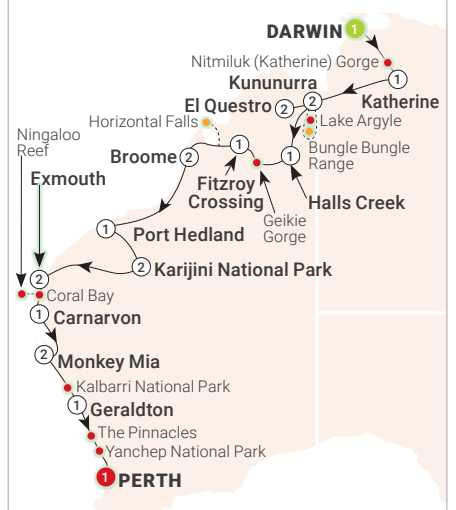 DARWIN 1
Nitmiluk (Katherine) Gorge
1
Katherine
Kununurra
2
El Questro 2
Lake Argyle
Horizontal Falls
Bungle Bungle
Range
Ningaloo
Reef
Broome 2
1
1
Fitzroy
Crossing
Halls Creek
Exmouth
Geikie
Gorge
1
Port Hedland
2
Karijini National Park
2
Coral Bay
1
Carnarvon
2
Monkey Mia
Kalbarri National Park
1
Geraldton
The Pinnacles
Yanchep National Park
1 PERTH